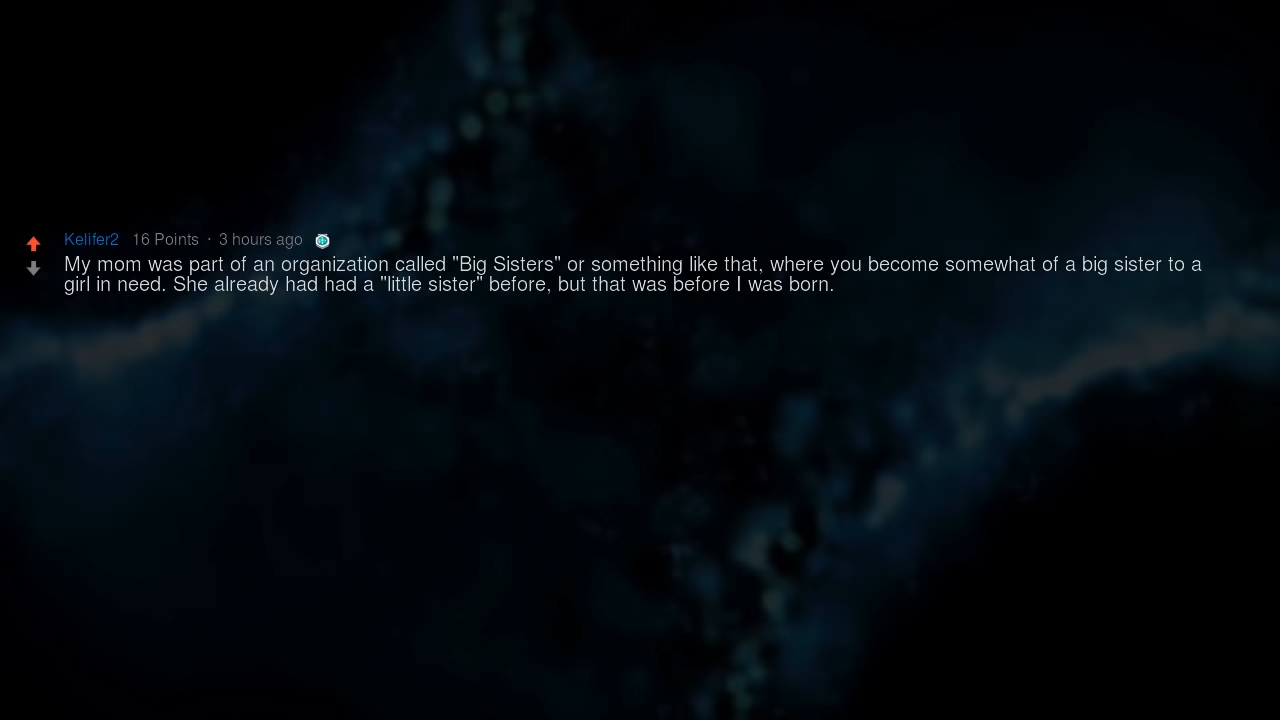 Kelifer2 16 Points · 3 hours ago
My mom was part of an organization called "Big Sisters" or something like that, where you become somewhat of a big sister to a
girl in need. She already had had a "little sister" before, but that was before I was born.